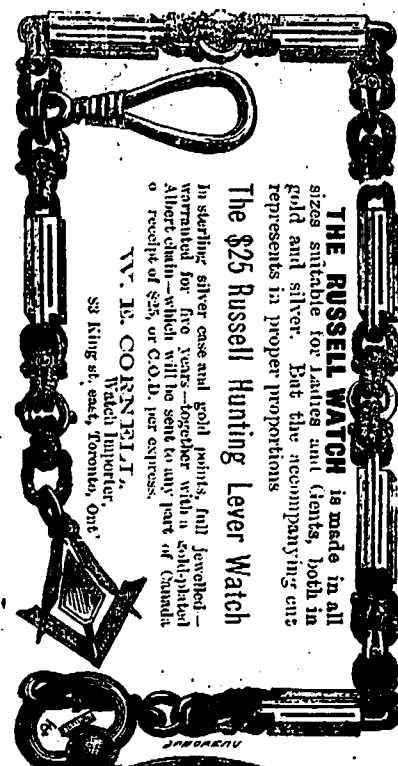 THE RUSSELL WATCH is made in all
sizes suitable for Ladies and Gents, both in
gold and silver. But the accompanying cut
represents in proper proportions
The $25 Russell Hunting Lever Watch
In sterling silver case and gold points, full jewelled—
warranted for five years—together with a gold-plated
Albert chain—which will be sent to any part of Canada
o receipt of $25, or C.O.D. per express.
W. E. CORNELL,
Watch Importer,
83 King st. east, Toronto, Ont